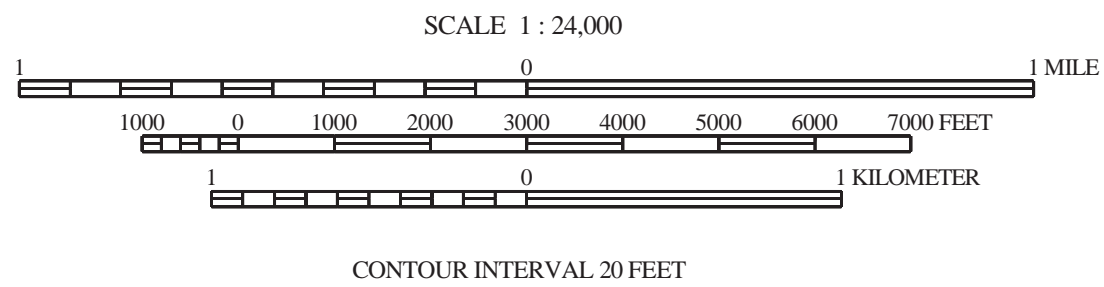 SCALE 1 : 24,000
1 0 1 MILE
1000 0 1000 2000 3000 4000 5000 6000 7000 FEET
1 0 1 KILOMETER
CONTOUR INTERVAL 20 FEET